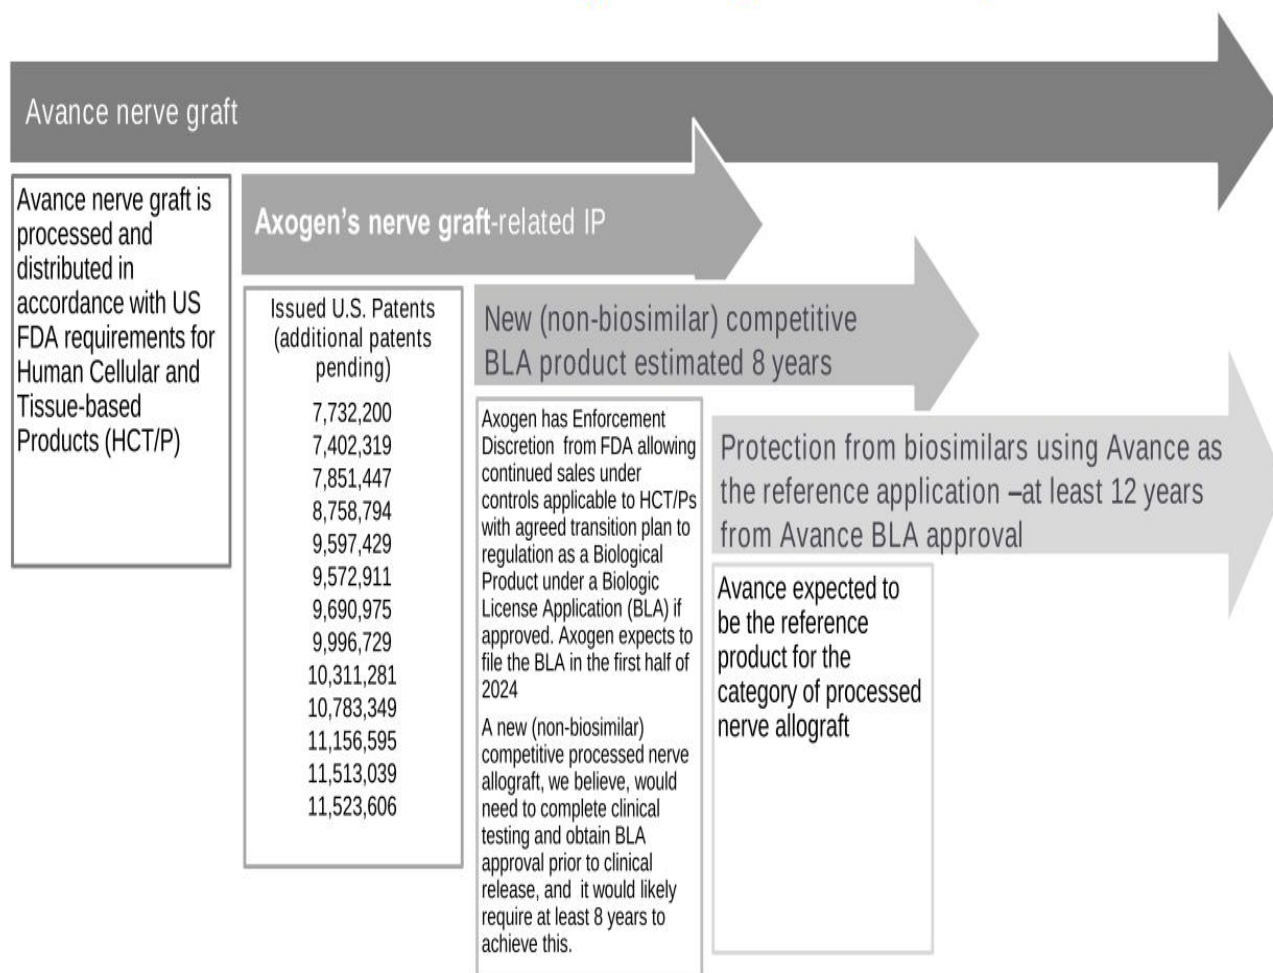 Avance nerve graft
Avance nerve graft is
processed and
distributed in
accordance with US
FDA requirements for
Human Cellular and
Tissue-based
Products (HCT/P)
Axogen's nerve graft-related IP
Issued U.S. Patents
(additional patents
pending)
7,732,200
7,402,319
7,851,447
8,758,794
9,597,429
9,572,911
9,690,975
9,996,729
10,311,281
10,783,349
11,156,595
11,513,039
11,523,606
New (non-biosimilar) competitive
BLA product estimated 8 years
Axogen has Enforcement
Discretion from FDA allowing
continued sales under
controls applicable to HCT/Ps
with agreed transition plan to
regulation as a Biological
Product under a Biologic
License Application (BLA) if
approved. Axogen expects to
file the BLA in the first half of
2024
A new (non-biosimilar)
competitive processed nerve
allograft, we believe, would
need to complete clinical
testing and obtain BLA
approval prior to clinical
release, and it would likely
require at least 8 years to
achieve this.
Protection from biosimilars using Avance as
the reference application –at least 12 years
from Avance BLA approval
Avance expected to
be the reference
product for the
category of processed
nerve allograft